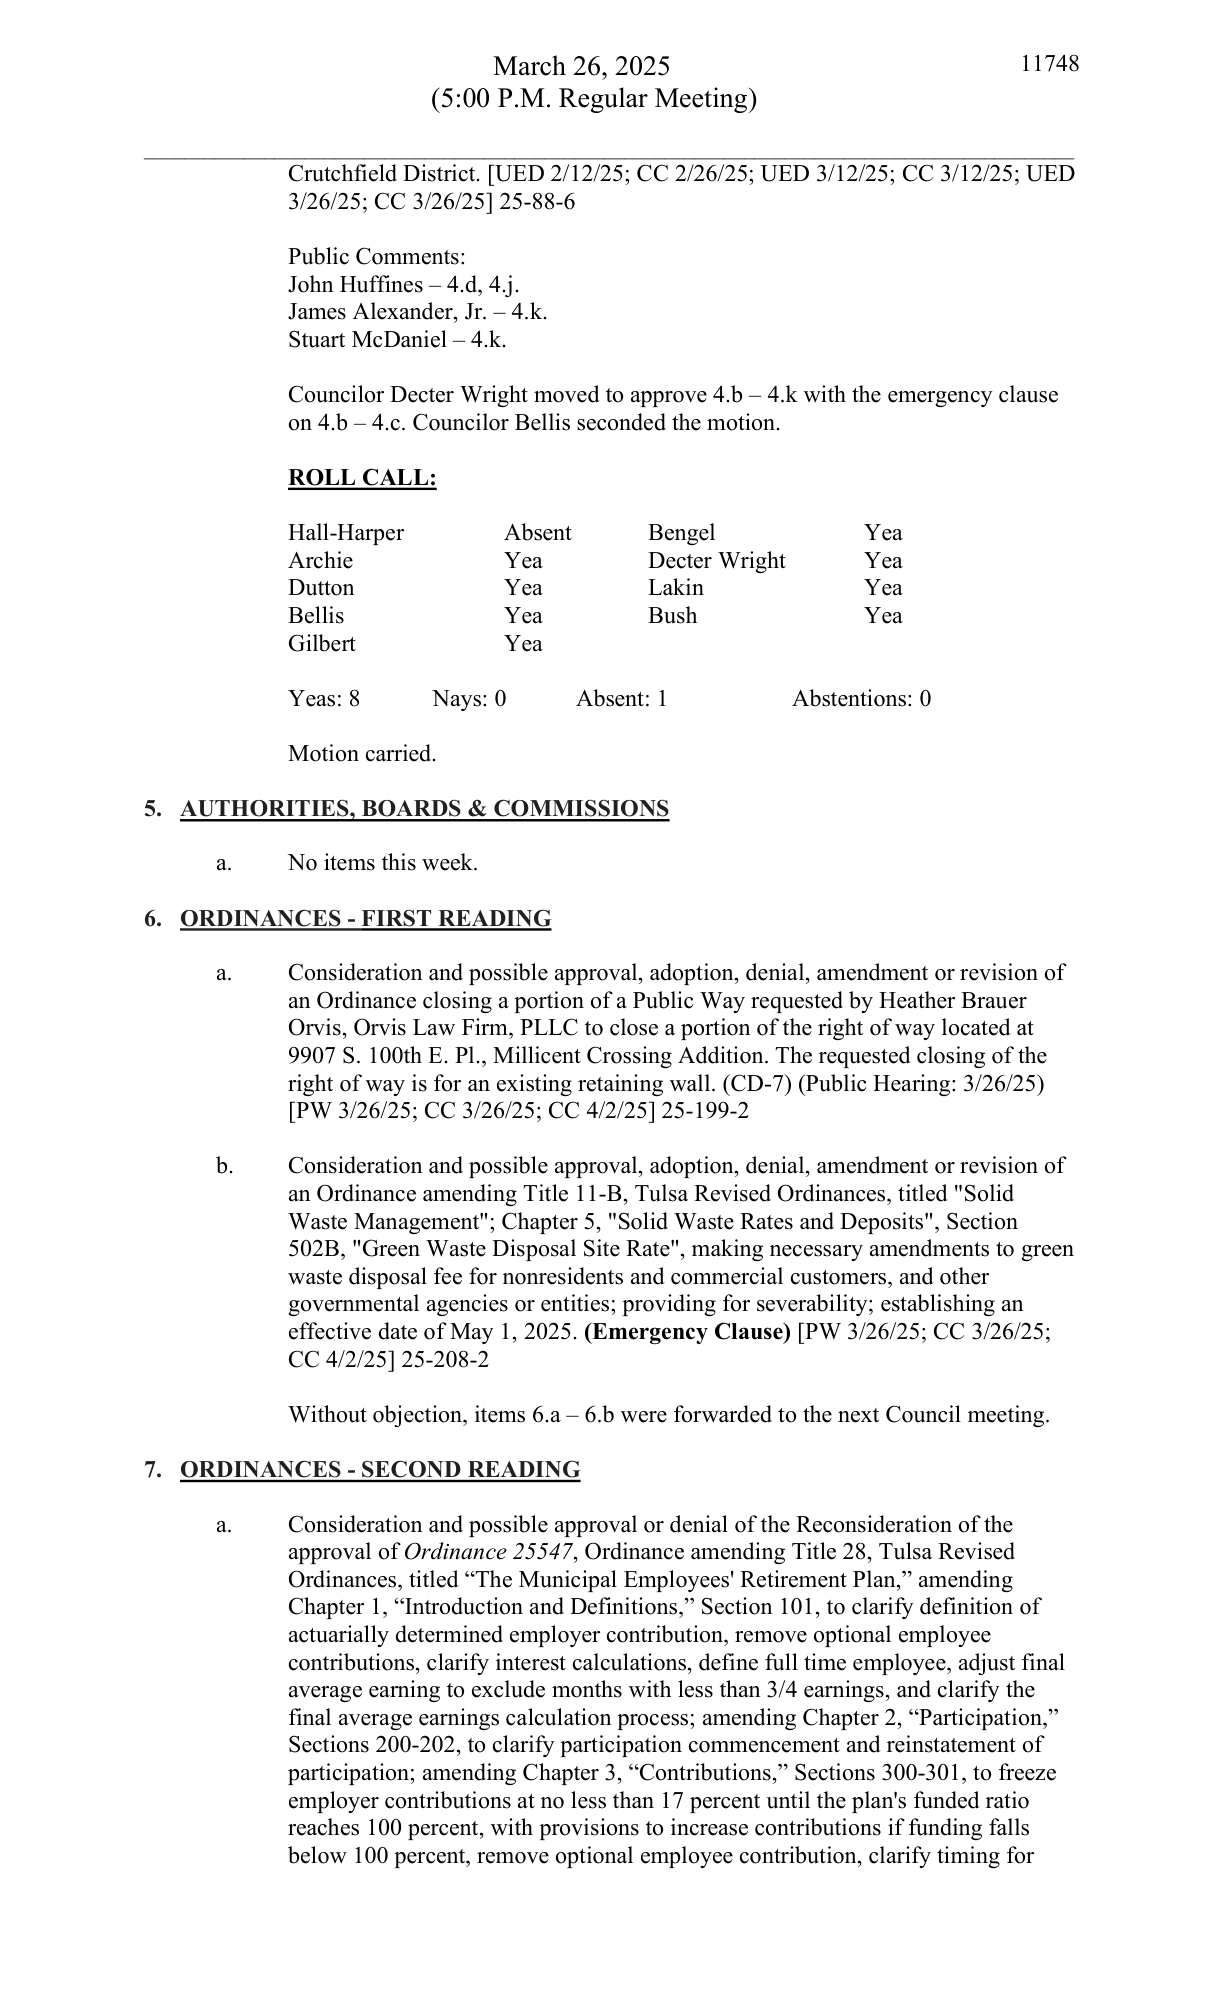 March 26, 2025
11748
(5:00 P.M. Regular Meeting)
Crutchfield District. [UED 2/12/25; CC 2/26/25; UED 3/12/25; CC 3/12/25; UED
3/26/25; CC 3/26/25] 25-88-6
Public Comments:
John Huffines – 4.d, 4.j.
James Alexander, Jr. – 4.k.
Stuart McDaniel – 4.k.
Councilor Decter Wright moved to approve 4.b – 4.k with the emergency clause
on 4.b – 4.c. Councilor Bellis seconded the motion.
ROLL CALL:
Hall-Harper Absent Bengel Yea
Archie Yea Decter Wright Yea
Dutton Yea Lakin Yea
Bellis Yea Bush Yea
Gilbert Yea
Yeas: 8 Nays: 0 Absent: 1 Abstentions: 0
Motion carried.
5. AUTHORITIES, BOARDS & COMMISSIONS
a. No items this week.
6. ORDINANCES - FIRST READING
a. Consideration and possible approval, adoption, denial, amendment or revision of
an Ordinance closing a portion of a Public Way requested by Heather Brauer
Orvis, Orvis Law Firm, PLLC to close a portion of the right of way located at
9907 S. 100th E. Pl., Millicent Crossing Addition. The requested closing of the
right of way is for an existing retaining wall. (CD-7) (Public Hearing: 3/26/25)
[PW 3/26/25; CC 3/26/25; CC 4/2/25] 25-199-2
b. Consideration and possible approval, adoption, denial, amendment or revision of
an Ordinance amending Title 11-B, Tulsa Revised Ordinances, titled "Solid
Waste Management"; Chapter 5, "Solid Waste Rates and Deposits", Section
502B, "Green Waste Disposal Site Rate", making necessary amendments to green
waste disposal fee for nonresidents and commercial customers, and other
governmental agencies or entities; providing for severability; establishing an
effective date of May 1, 2025. (Emergency Clause) [PW 3/26/25; CC 3/26/25;
CC 4/2/25] 25-208-2
Without objection, items 6.a – 6.b were forwarded to the next Council meeting.
7. ORDINANCES - SECOND READING
a. Consideration and possible approval or denial of the Reconsideration of the
approval of Ordinance 25547, Ordinance amending Title 28, Tulsa Revised
Ordinances, titled “The Municipal Employees' Retirement Plan,” amending
Chapter 1, “Introduction and Definitions,” Section 101, to clarify definition of
actuarially determined employer contribution, remove optional employee
contributions, clarify interest calculations, define full time employee, adjust final
average earning to exclude months with less than 3/4 earnings, and clarify the
final average earnings calculation process; amending Chapter 2, “Participation,”
Sections 200-202, to clarify participation commencement and reinstatement of
participation; amending Chapter 3, “Contributions,” Sections 300-301, to freeze
employer contributions at no less than 17 percent until the plan's funded ratio
reaches 100 percent, with provisions to increase contributions if funding falls
below 100 percent, remove optional employee contribution, clarify timing for